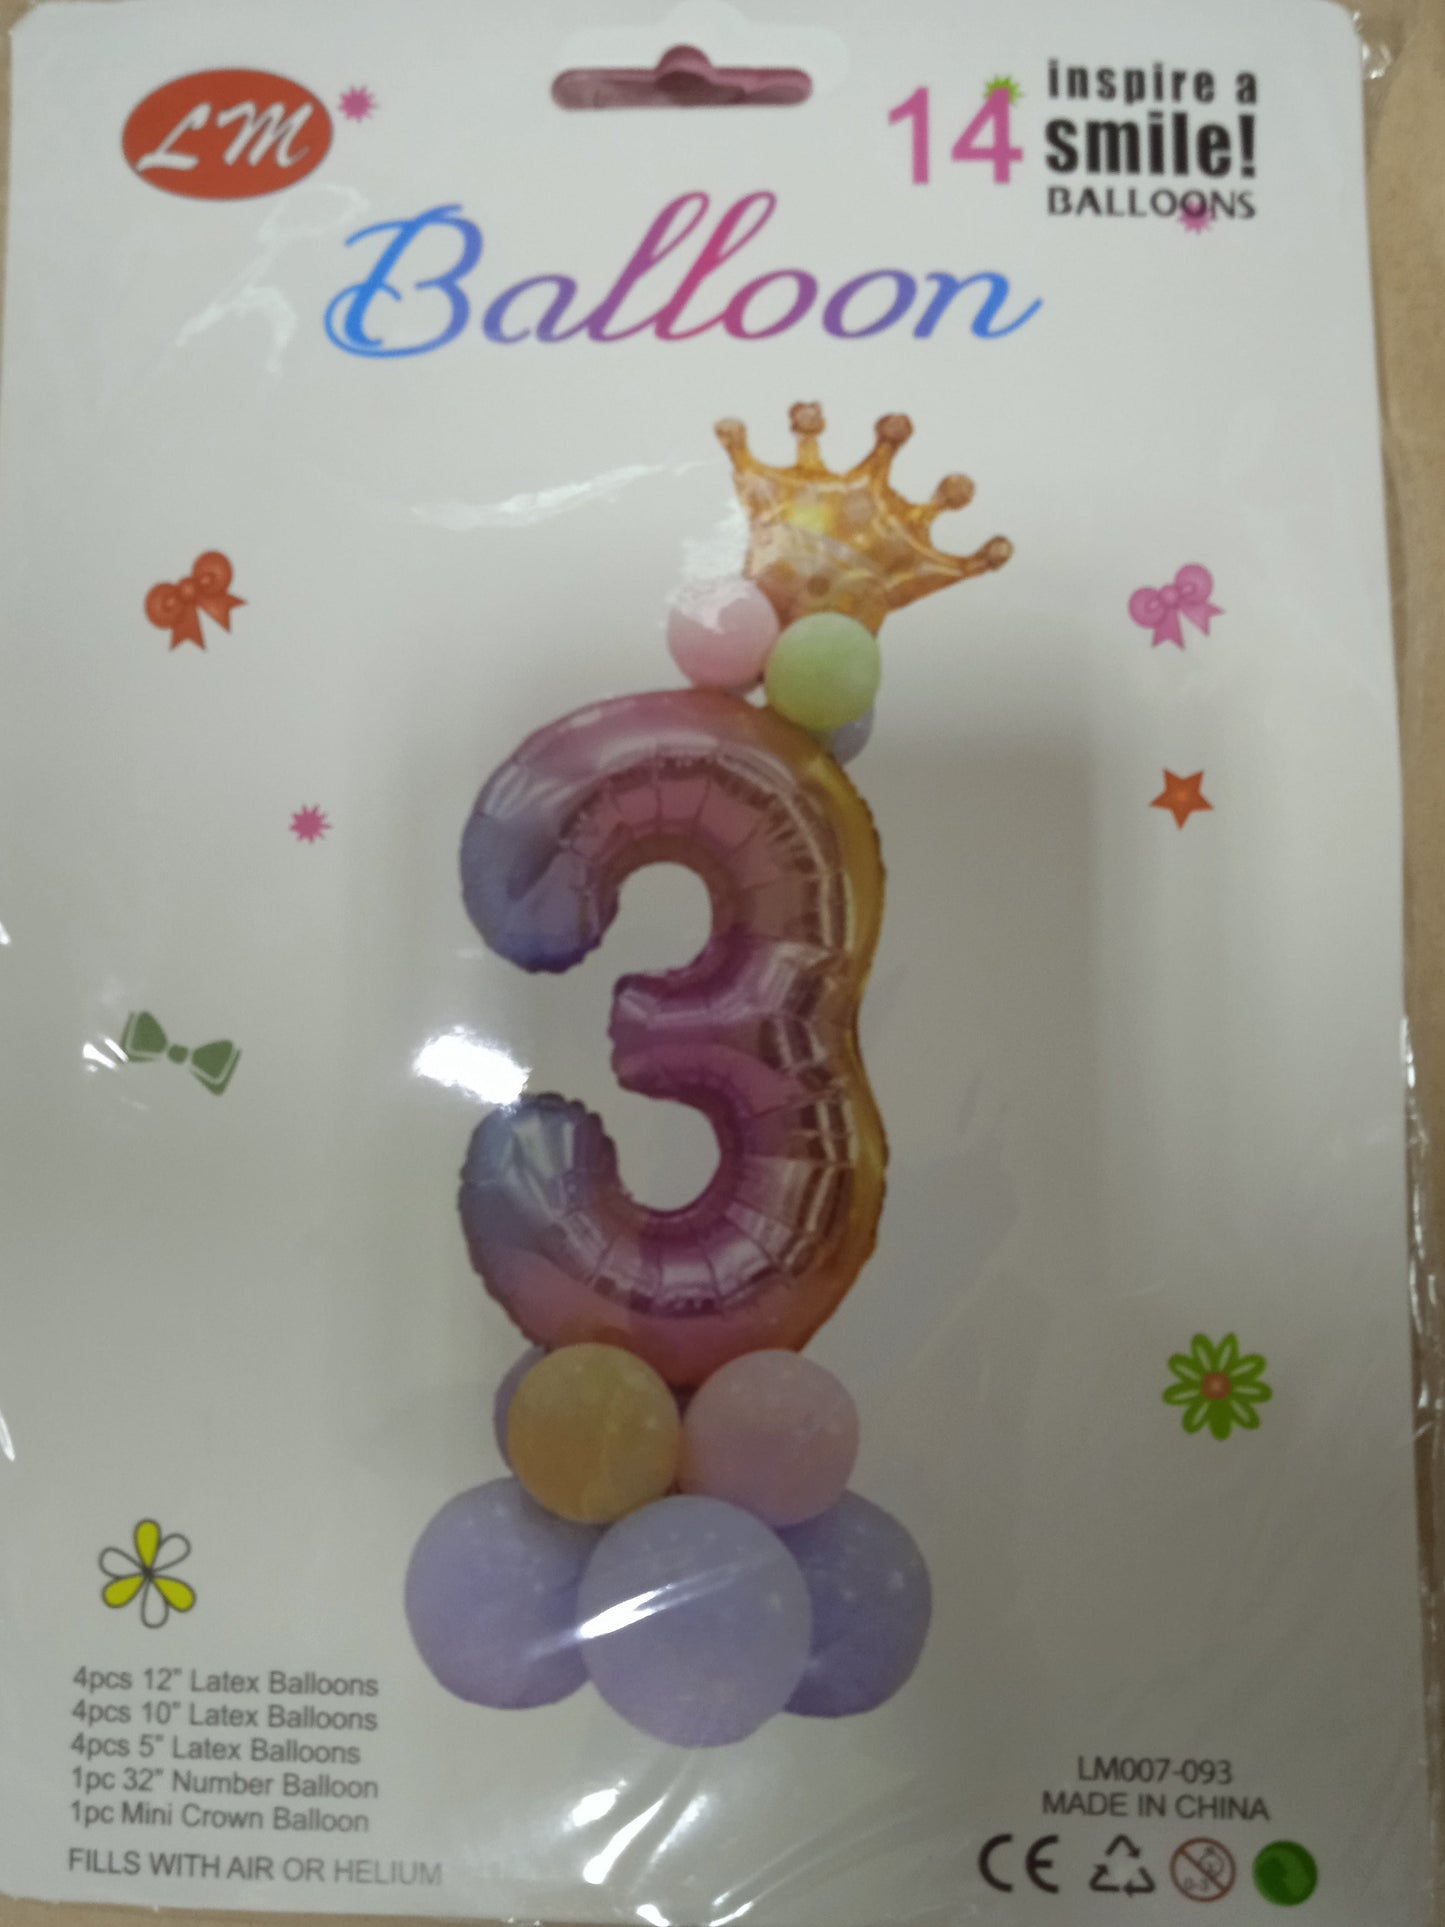 LM
14
inspire a
smile!
BALLOONS
Balloon
3
4pcs 12" Latex Balloons
4pcs 10" Latex Balloons
4pcs 5" Latex Balloons
1pc 32" Number Balloon
1pc Mini Crown Balloon
FILLS WITH AIR OR HELIUM
LM007-093
MADE IN CHINA
CE
0-3